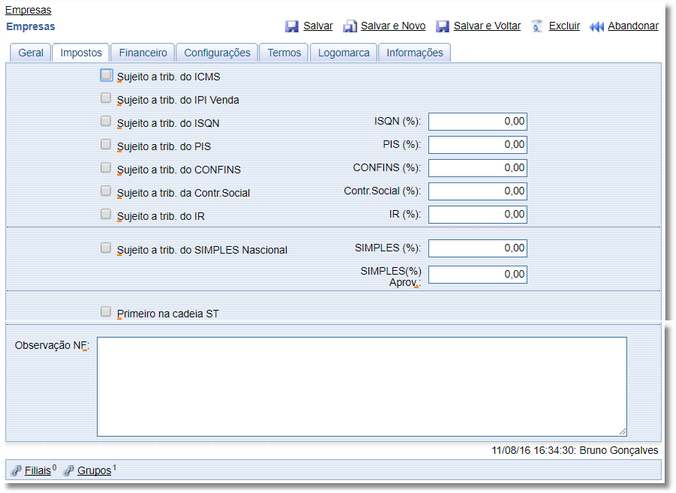 Empresas
Empresas Salvar Salvar e Novo Salvar e Voltar Excluir Abandonar
Geral Impostos Financeiro Configurações Termos Logomarca Informações
Sujeito a trib. do ICMS
Sujeito a trib. do IPI Venda
Sujeito a trib. do ISQN ISQN (%): 0,00
Sujeito a trib. do PIS PIS (%): 0,00
Sujeito a trib. do CONFINS CONFINS (%): 0,00
Sujeito a trib. da Contr.Social Contr.Social (%): 0,00
Sujeito a trib. do IR IR (%): 0,00
Sujeito a trib. do SIMPLES Nascional SIMPLES (%): 0,00
SIMPLES(%) 0,00
Aprov.:
Primeiro na cadeia ST
Observação NF:
11/08/16 16:34:30: Bruno Gonçalves
Filiais 0 Grupos 1